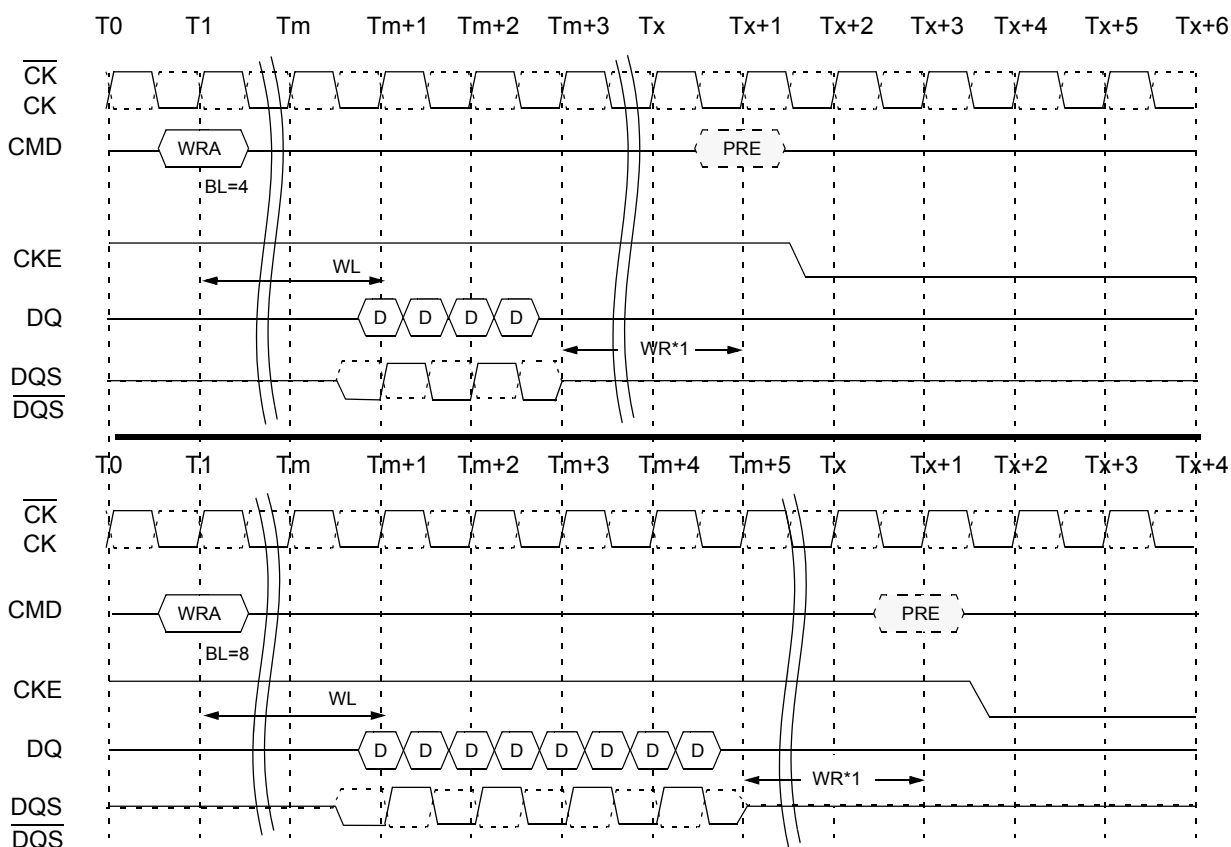 T0 T1 Tm Tm+1 Tm+2 Tm+3 Tx Tx+1 Tx+2 Tx+3 Tx+4 Tx+5 Tx+6
CK
CK
CMD WRA PRE
BL=4
CKE
WL
DQ D D D D
WR*1
DQS
DQS
T0 T1 Tm Tm+1 Tm+2 Tm+3 Tm+4 Tm+5 Tx Tx+1 Tx+2 Tx+3 Tx+4
CK
CK
CMD WRA PRE
BL=8
CKE
WL
DQ D D D D D D D D
WR*1
DQS
DQS